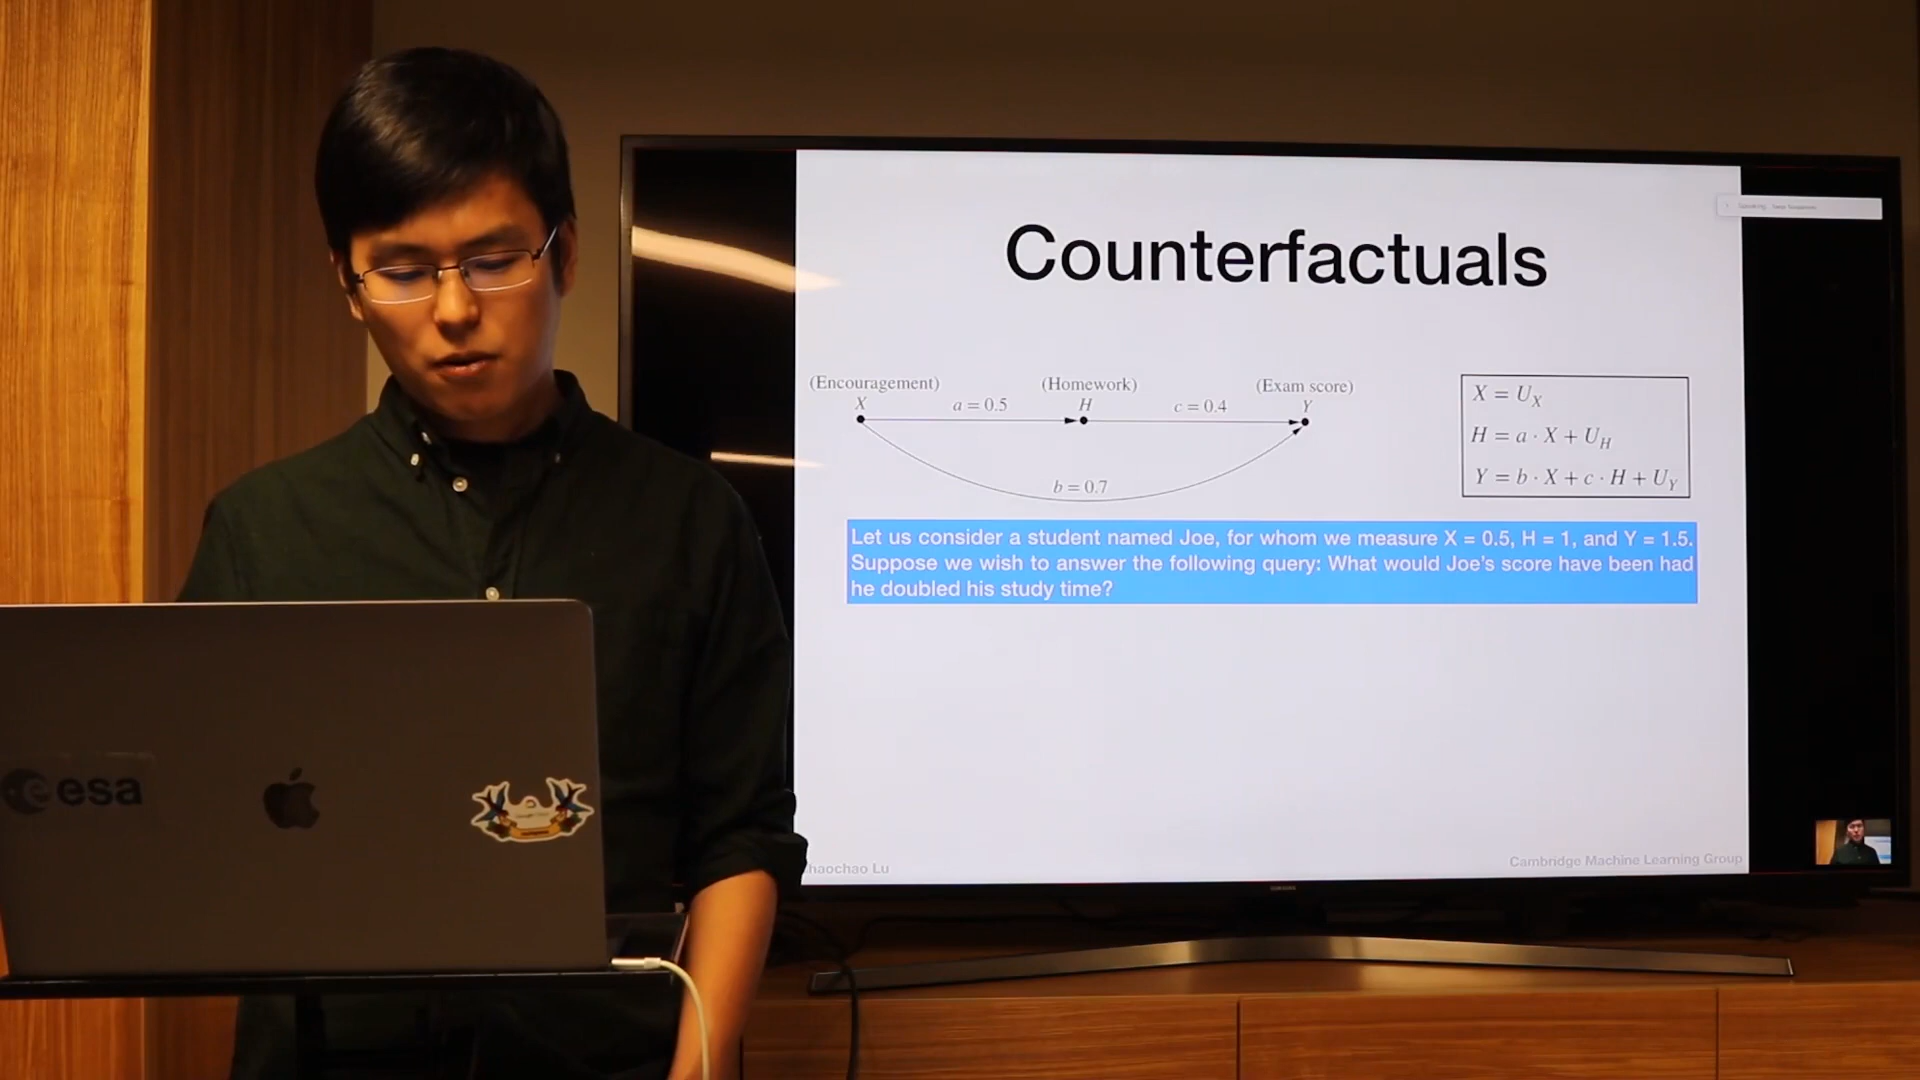 Counterfactuals
(Encouragement) (Homework) (Exam score)
X a = 0.5 H c = 0.4 Y
b = 0.7
X = U_X
H = a · X + U_H
Y = b · X + c · H + U_Y
Let us consider a student named Joe, for whom we measure X = 0.5, H = 1, and Y = 1.5.
Suppose we wish to answer the following query: What would Joe's score have been had
he doubled his study time?
haochao Lu
Cambridge Machine Learning Group
esa